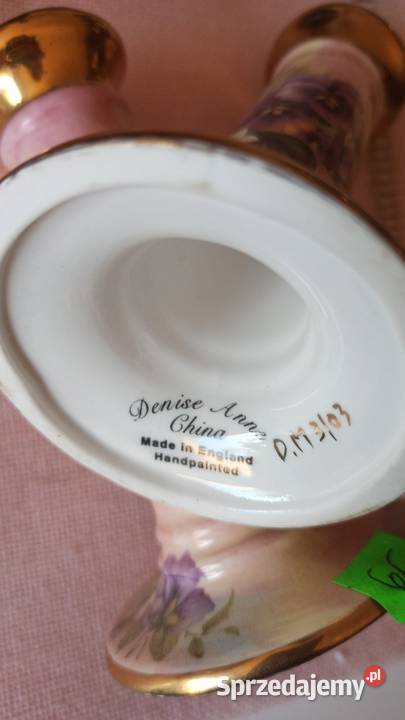 Denise Anne
China
Made in England
Handpainted
D.M 3/03
Sprzedajemy.pl